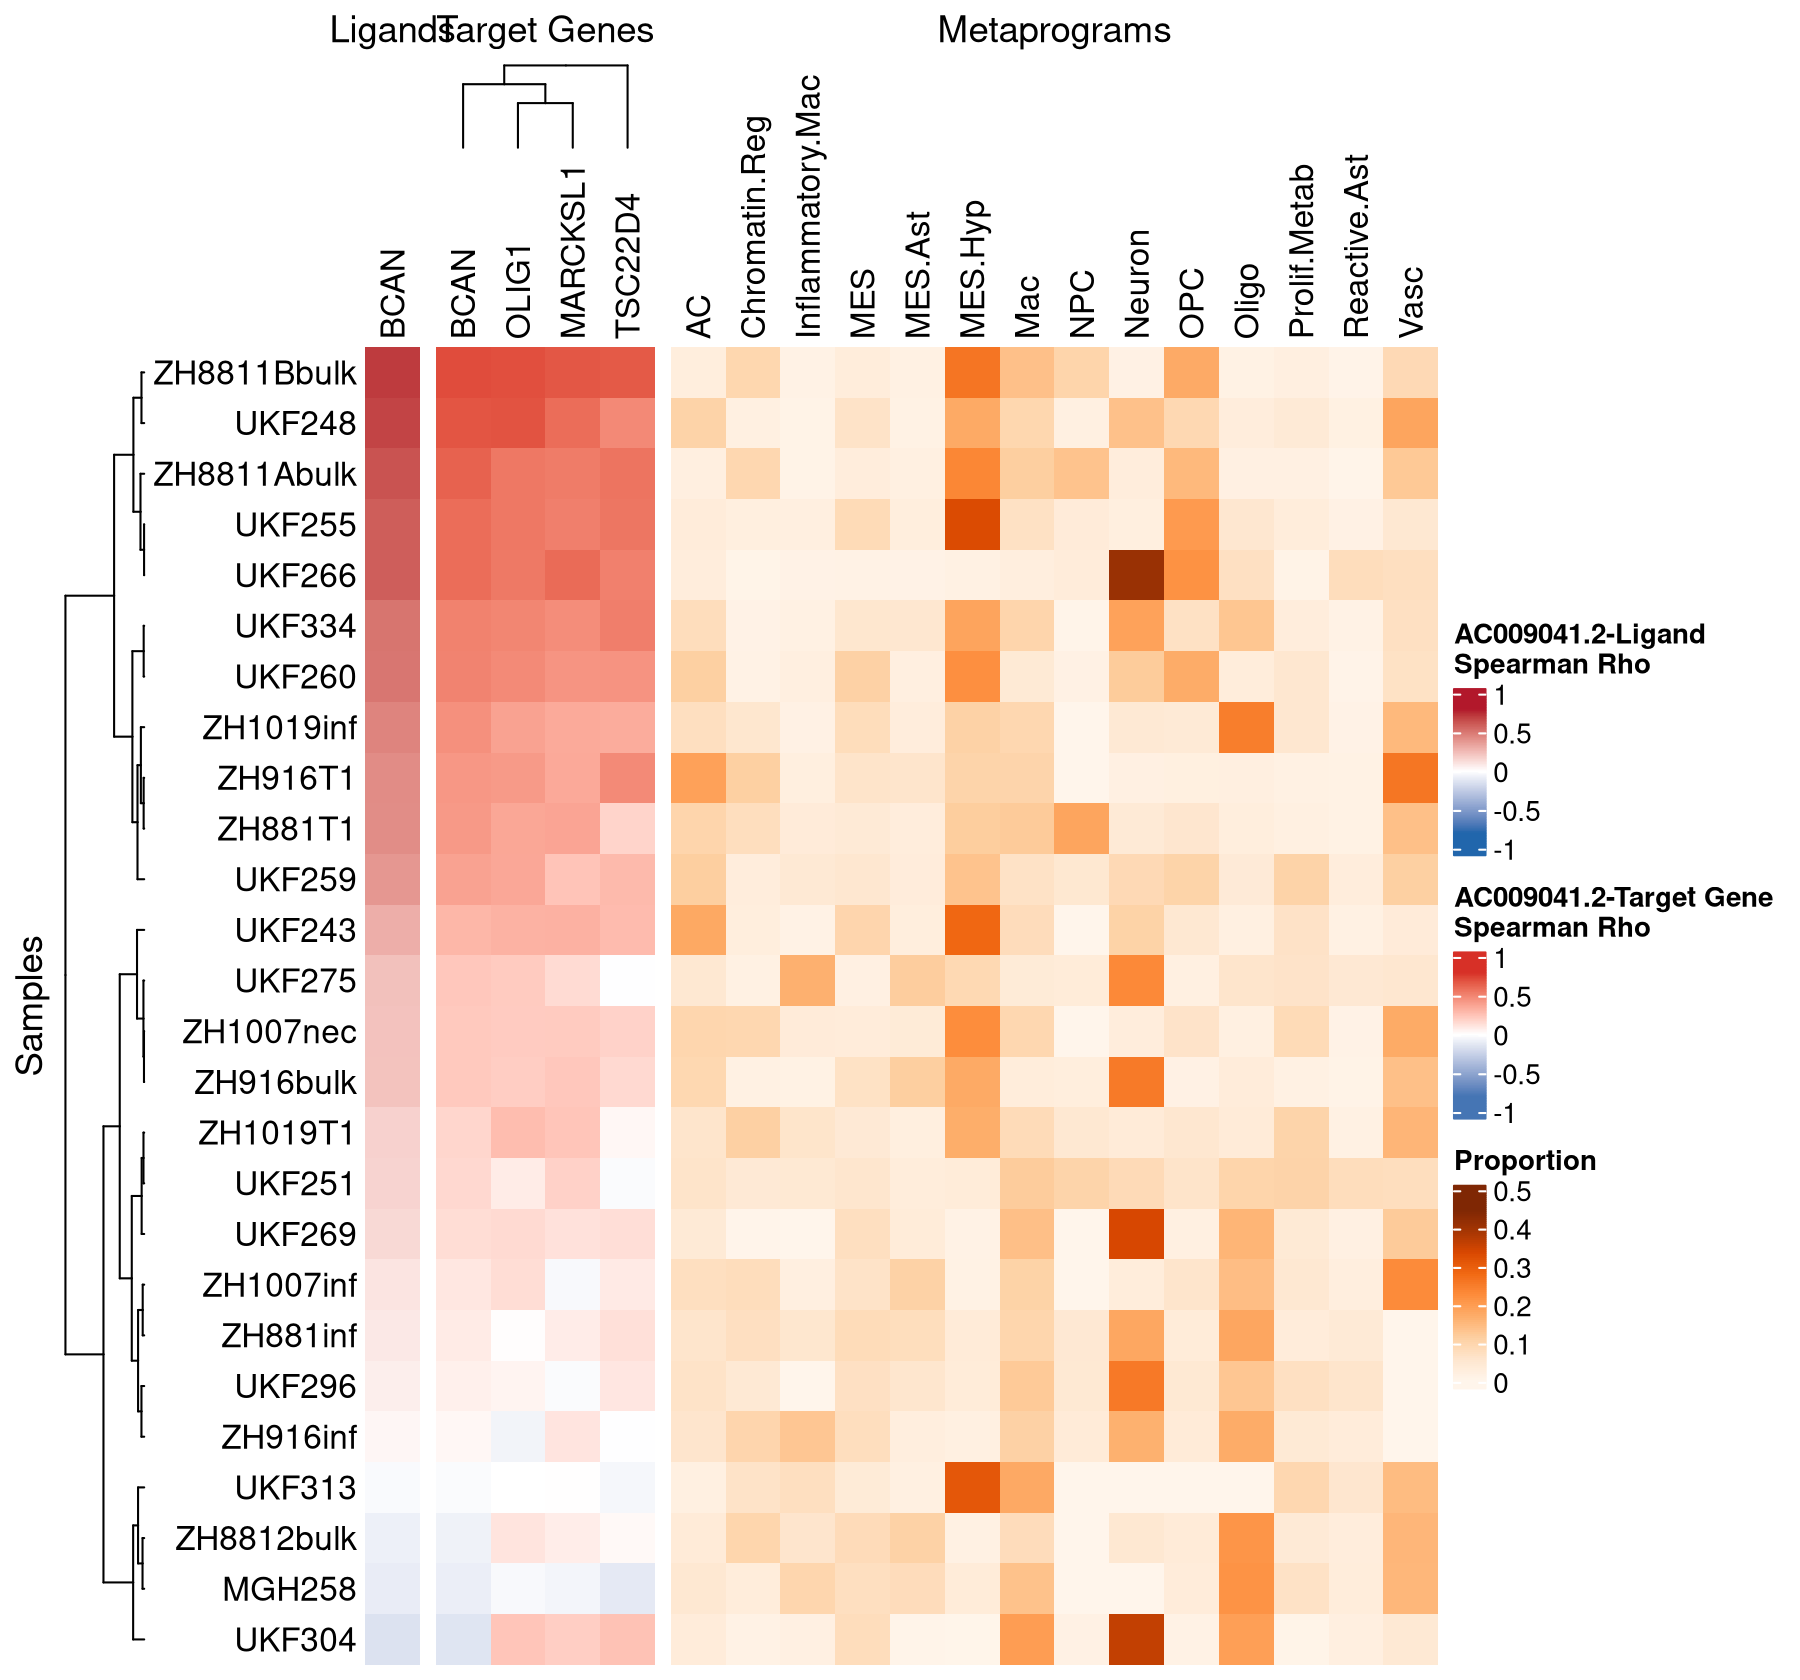 Ligands
Target Genes
Metaprograms
BCAN
BCAN
OLIG1
MARCKSL1
TSC22D4
AC
Chromatin.Reg
Inflammatory.Mac
MES
MES.Ast
MES.Hyp
Mac
NPC
Neuron
OPC
Oligo
Prolif.Metab
Reactive.Ast
Vasc
Samples
ZH8811Bbulk
UKF248
ZH8811Abulk
UKF255
UKF266
UKF334
UKF260
ZH1019inf
ZH916T1
ZH881T1
UKF259
UKF243
UKF275
ZH1007nec
ZH916bulk
ZH1019T1
UKF251
UKF269
ZH1007inf
ZH881inf
UKF296
ZH916inf
UKF313
ZH8812bulk
MGH258
UKF304
AC009041.2-Ligand
Spearman Rho
1
0.5
0
-0.5
-1
AC009041.2-Target Gene
Spearman Rho
1
0.5
0
-0.5
-1
Proportion
0.5
0.4
0.3
0.2
0.1
0